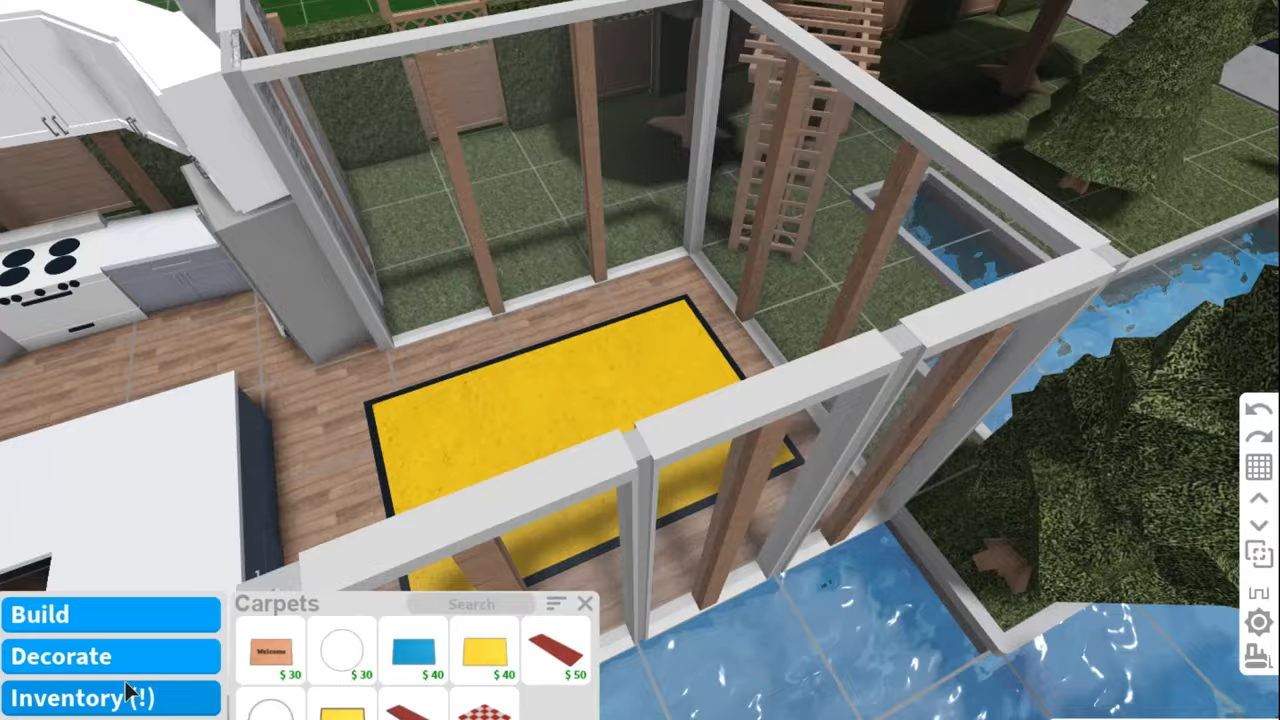 Build
Decorate
Inventory (!)
Carpets
Search
Welcome
$ 30
$ 30
$ 40
$ 40
$ 50